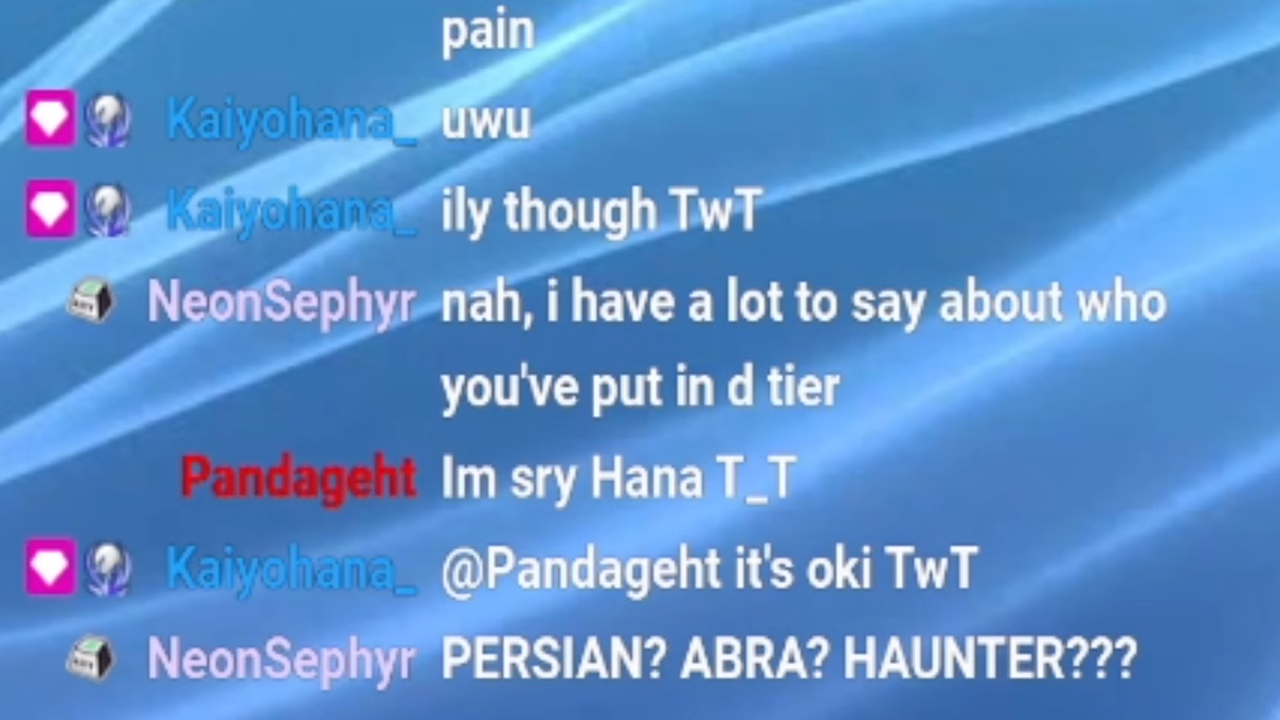 pain
Kaiyohana_ uwu
Kaiyohana_ ily though TwT
NeonSephyr nah, i have a lot to say about who
you've put in d tier
Pandageht Im sry Hana T_T
Kaiyohana_ @Pandageht it's oki TwT
NeonSephyr PERSIAN? ABRA? HAUNTER???